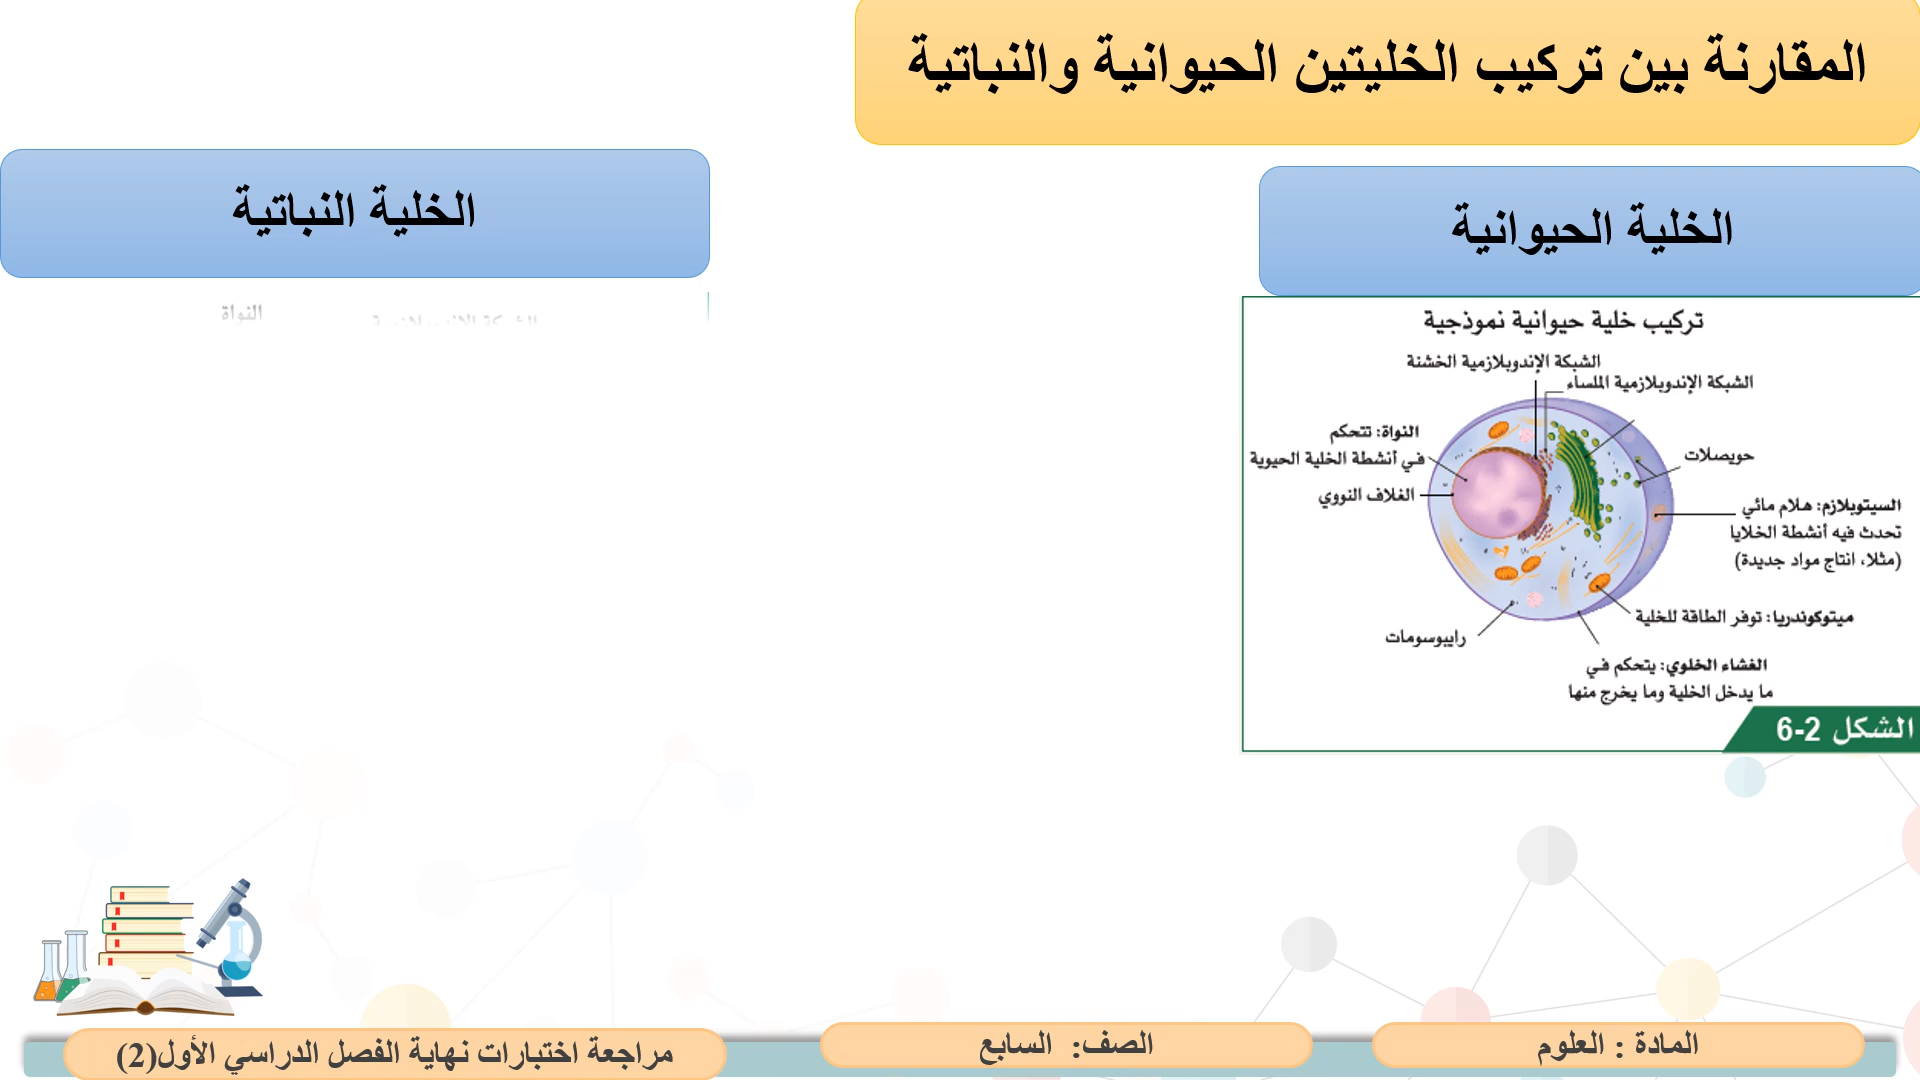 المقارنة بين تركيب الخليتين الحيوانية والنباتية
الخلية الحيوانية
الخلية النباتية
تركيب خلية حيوانية نموذجية
الشبكة الإندوبلازمية الخشنة
الشبكة الإندوبلازمية الملساء
النواة: تتحكم
في أنشطة الخلية الحيوية
الغلاف النووي
حويصلات
السيتوبلازم: هلام مائي
تحدث فيه أنشطة الخلايا
(مثلا، انتاج مواد جديدة)
ميتوكوندريا: توفر الطاقة للخلية
رايبوسومات
الغشاء الخلوي: يتحكم في
ما يدخل الخلية وما يخرج منها
الشكل 2-6
النواة
المادة : العلوم
الصف: السابع
مراجعة اختبارات نهاية الفصل الدراسي الأول(2)